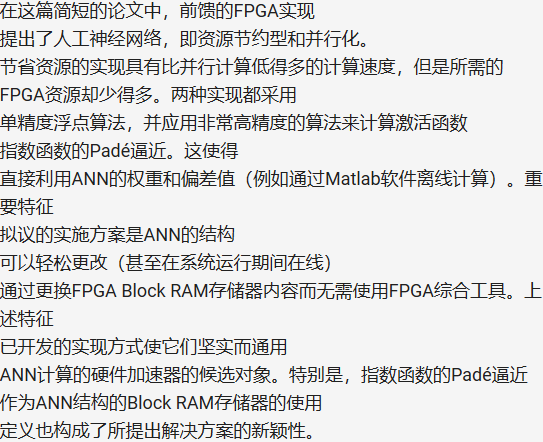 在这篇简短的论文中，前馈的FPGA实现
提出了人工神经网络，即资源节约型和并行化。
节省资源的实现具有比并行计算低得多的计算速度，但是所需的
FPGA资源却少得多。两种实现都采用
单精度浮点算法，并应用非常高精度的算法来计算激活函数
指数函数的Padé逼近。这使得
直接利用ANN的权重和偏差值（例如通过Matlab软件离线计算）。重
要特征
拟议的实施方案是ANN的结构
可以轻松更改（甚至在系统运行期间在线）
通过更换FPGA Block RAM存储器内容而无需使用FPGA综合工具。上
述特征
已开发的实现方式使它们坚实而通用
ANN计算的硬件加速器的候选对象。特别是，指数函数的Padé逼近
作为ANN结构的Block RAM存储器的使用
定义也构成了所提出解决方案的新颖性。